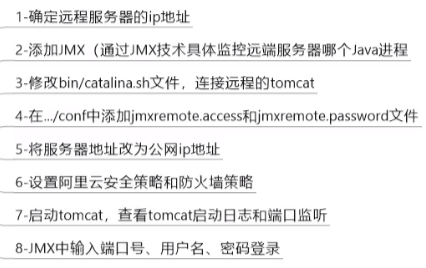 1-确定远程服务器的ip地址
2-添加JMX（通过JMX技术具体监控远端服务器哪个Java进程
3-修改bin/catalina.sh文件，连接远程的tomcat
4-在.../conf中添加jmxremote.access和jmxremote.password文件
5-将服务器地址改为公网ip地址
6-设置阿里云安全策略和防火墙策略
7-启动tomcat，查看tomcat启动日志和端口监听
8-JMX中输入端口号、用户名、密码登录